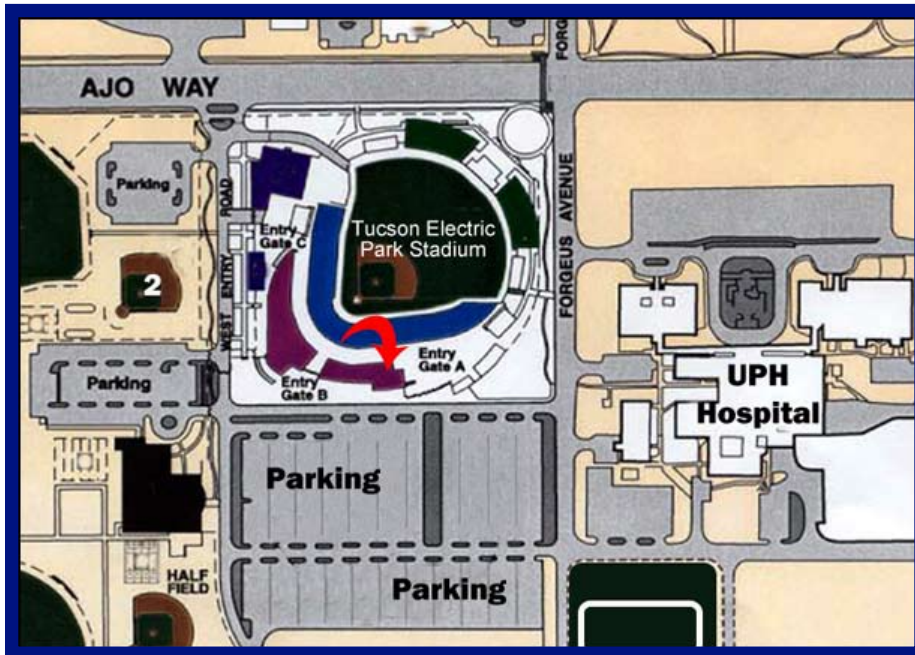 FORG
AJO WAY
Parking
ROAD
Tucson Electric
Park Stadium
Entry
Gate C
FORGEUS AVENUE
2
WEST ENTRY
Entry
Gate A
Parking
Entry
Gate B
UPH
Hospital
Parking
HALF
FIELD
Parking